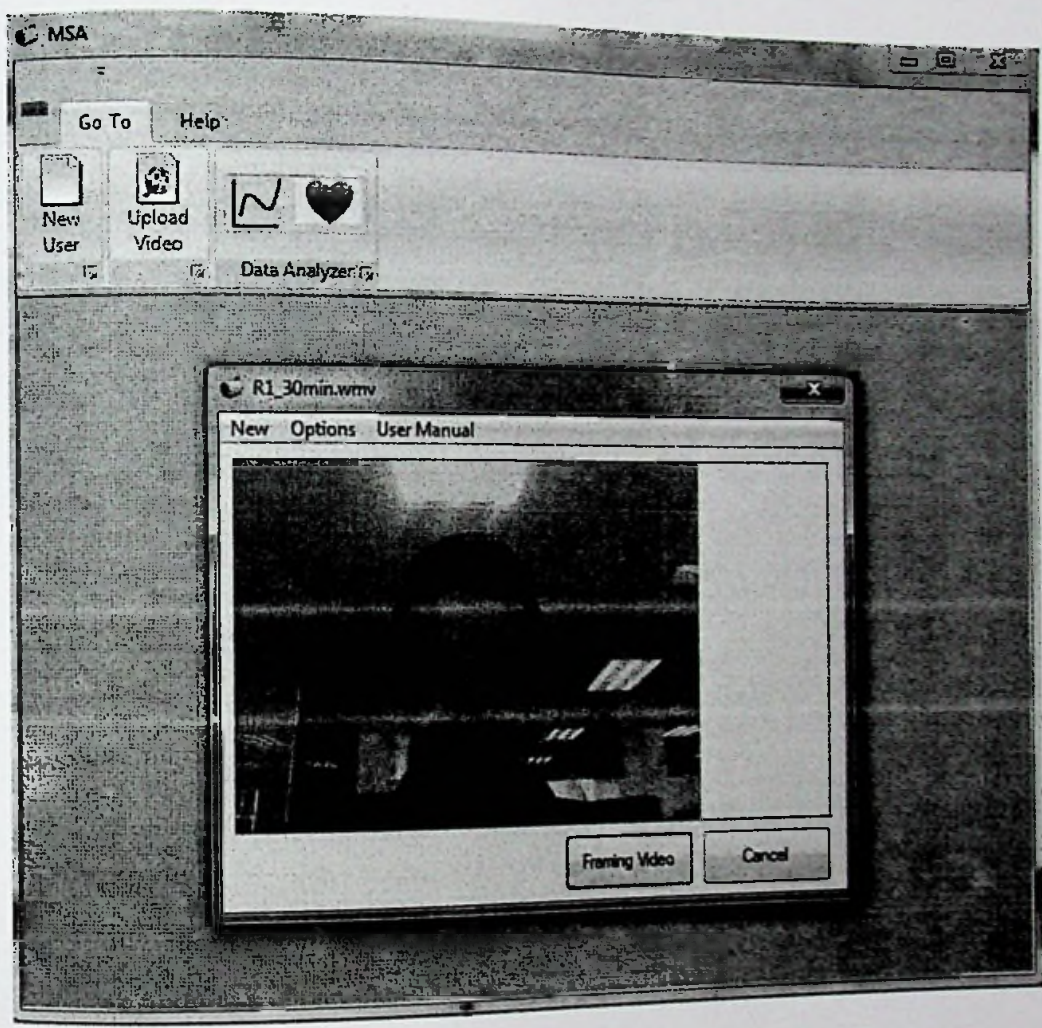 MSA
Go To Help
New User
Upload Video
Data Analyzer
R1_30min.wmv
New Options User Manual
Framing Video Cancel